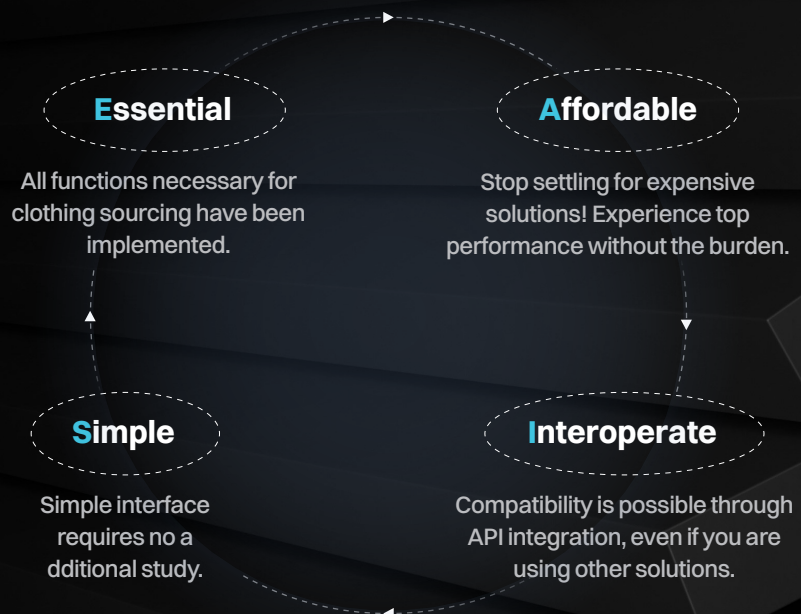 Essential
All functions necessary for
clothing sourcing have been
implemented.
Affordable
Stop settling for expensive
solutions! Experience top
performance without the burden.
Simple
Simple interface
requires no a
dditional study.
Interoperate
Compatibility is possible through
API integration, even if you are
using other solutions.